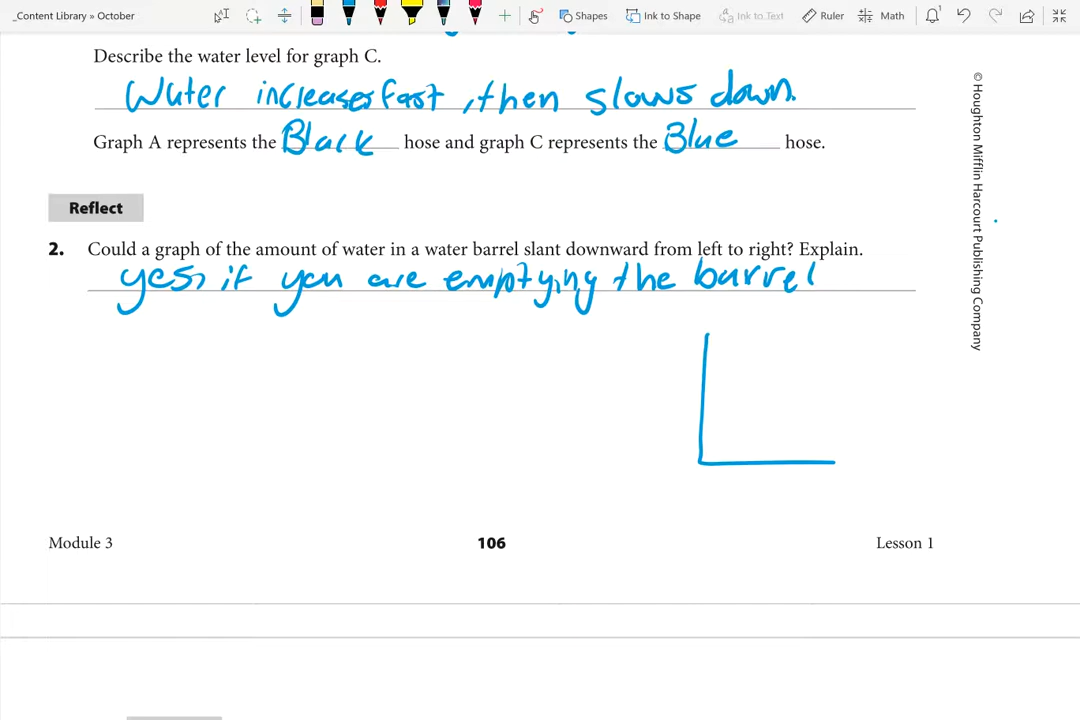 _Content Library » October
Shapes Ink to Shape Ink to Text Ruler Math
Describe the water level for graph C.
Water increases fast, then slows down.
Graph A represents the Black hose and graph C represents the Blue hose.
Reflect
2. Could a graph of the amount of water in a water barrel slant downward from left to right? Explain.
yes, if you are emptying the barrel
Module 3 106 Lesson 1
© Houghton Mifflin Harcourt Publishing Company